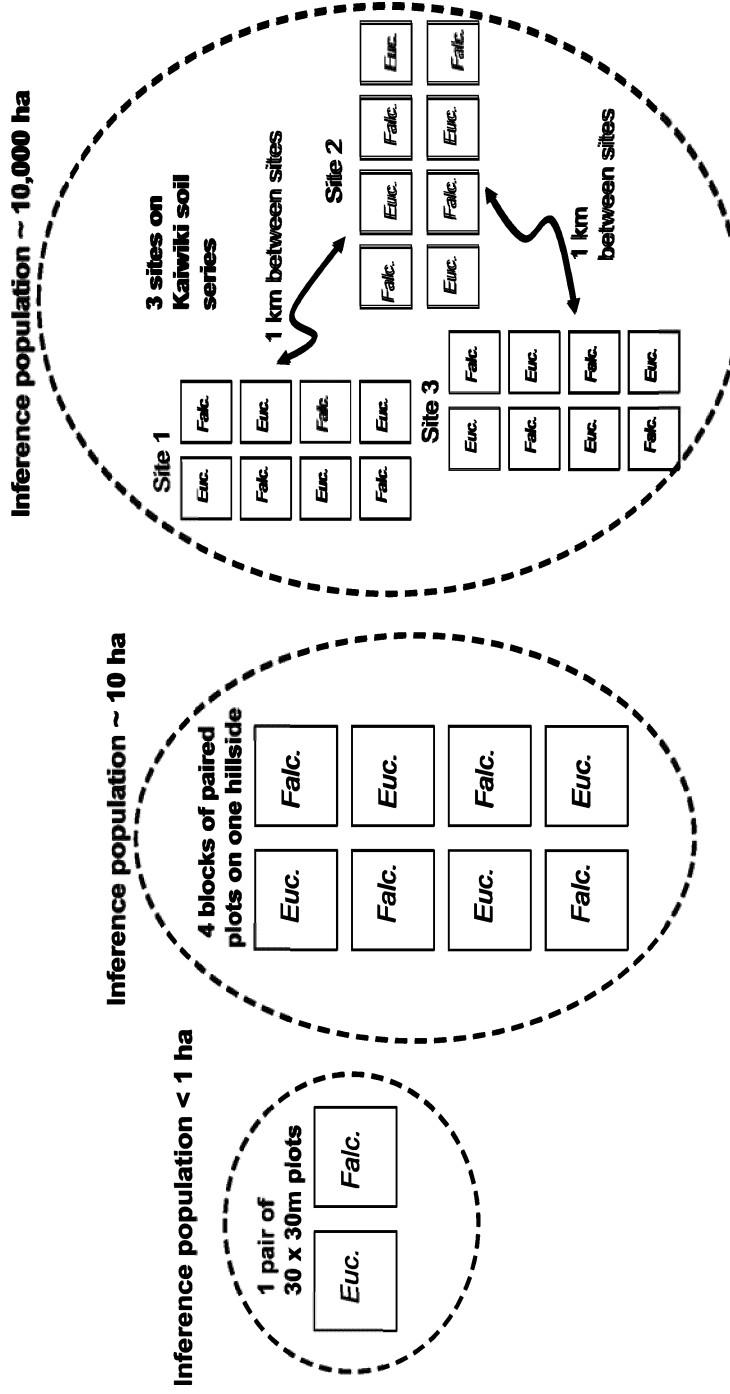 Inference population < 1 ha
1 pair of
30 x 30m plots
Euc. Falc.
Inference population ~ 10 ha
4 blocks of paired
plots on one hillside
Euc. Falc.
Falc. Euc.
Euc. Falc.
Falc. Euc.
Inference population ~ 10,000 ha
3 sites on
Kaiwiki soil
series
Site 1
Euc. Falc.
Falc. Euc.
Euc. Falc.
Falc. Euc.
1 km between sites
Site 2
Falc. Euc. Falc. Euc.
Euc. Falc. Euc. Falc.
Site 3
Euc. Falc.
Falc. Euc.
Euc. Falc.
Falc. Euc.
1 km
between sites